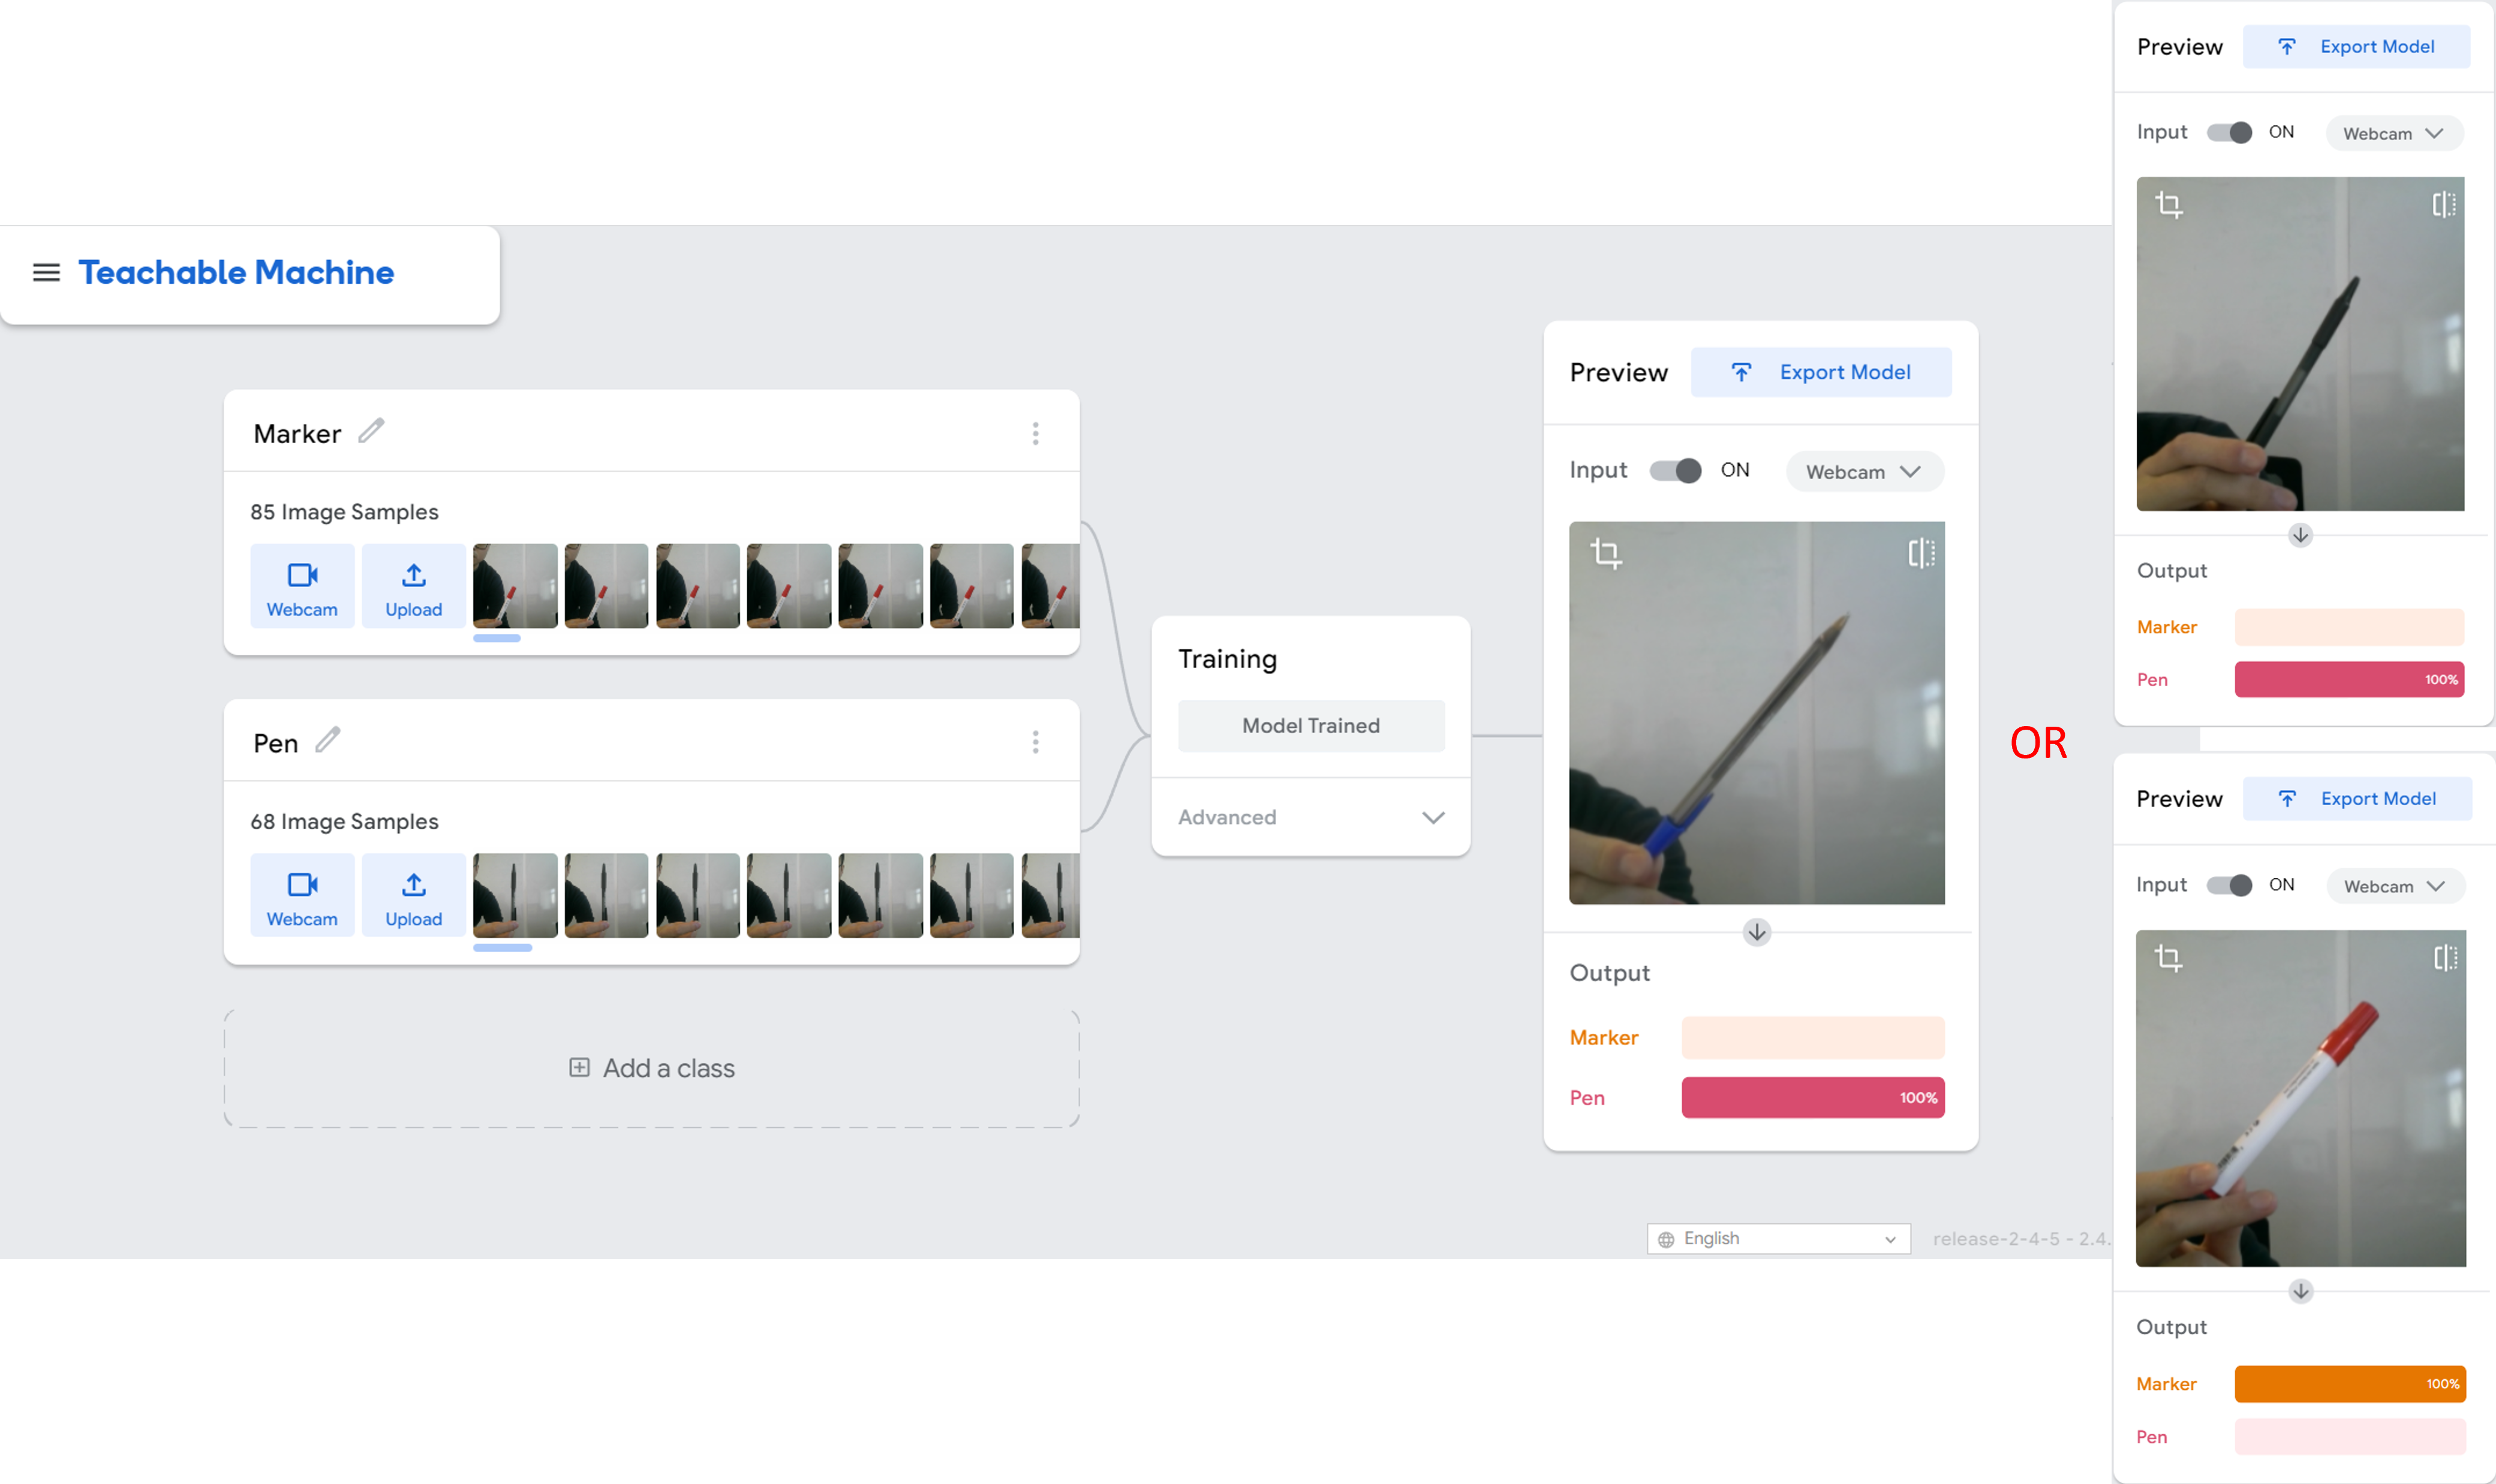 Teachable Machine
Marker
85 Image Samples
Webcam
Upload
Pen
68 Image Samples
Webcam
Upload
Add a class
Training
Model Trained
Advanced
Preview
Export Model
Input
ON
Webcam
Output
Marker
Pen
100%
English
release-2-4-5 - 2.4.
OR
Preview
Export Model
Input
ON
Webcam
Output
Marker
Pen
100%
Preview
Export Model
Input
ON
Webcam
Output
Marker
100%
Pen